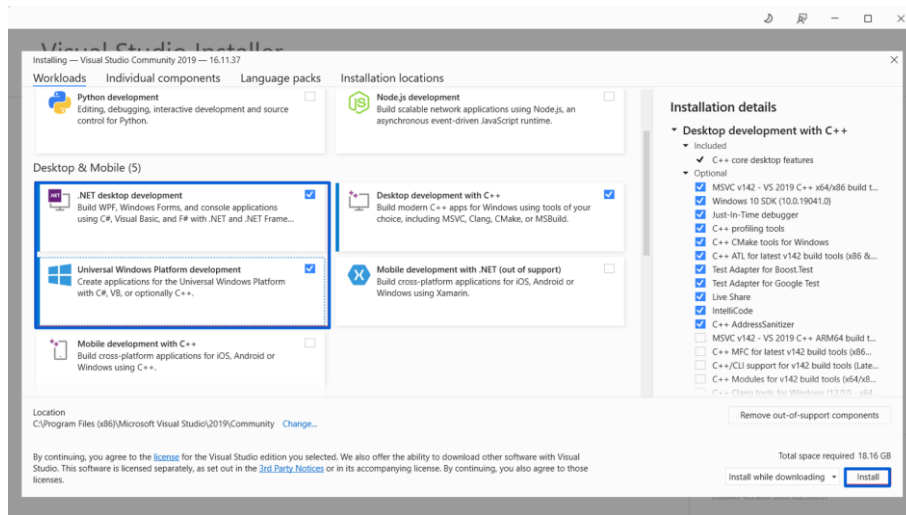 Visual Studio Installer
Installing — Visual Studio Community 2019 — 16.11.37
Workloads Individual components Language packs Installation locations
Python development
Editing, debugging, interactive development and source
control for Python.
Node.js development
Build scalable network applications using Node.js, an
asynchronous event-driven JavaScript runtime.
Desktop & Mobile (5)
.NET desktop development
Build WPF, Windows Forms, and console applications
using C#, Visual Basic, and F# with .NET and .NET Frame...
Desktop development with C++
Build modern C++ apps for Windows using tools of your
choice, including MSVC, Clang, CMake, or MSBuild.
Universal Windows Platform development
Create applications for the Universal Windows Platform
with C#, VB, or optionally C++.
Mobile development with .NET (out of support)
Build cross-platform applications for iOS, Android or
Windows using Xamarin.
Mobile development with C++
Build cross-platform applications for iOS, Android or
Windows using C++.
Location
C:\Program Files (x86)\Microsoft Visual Studio\2019\Community Change...
By continuing, you agree to the license for the Visual Studio edition you selected. We also offer the ability to download other software with Visual
Studio. This software is licensed separately, as set out in the 3rd Party Notices or in its accompanying license. By continuing, you also agree to those
licenses.
Installation details
Desktop development with C++
Included
C++ core desktop features
Optional
MSVC v142 - VS 2019 C++ x64/x86 build t...
Windows 10 SDK (10.0.19041.0)
Just-In-Time debugger
C++ profiling tools
C++ CMake tools for Windows
C++ ATL for latest v142 build tools (x86 &...
Test Adapter for Boost.Test
Test Adapter for Google Test
Live Share
IntelliCode
C++ AddressSanitizer
MSVC v142 - VS 2019 C++ ARM64 build t...
C++ MFC for latest v142 build tools (x86...
C++/CLI support for v142 build tools (Late...
C++ Modules for v142 build tools (x64/x8...
C++ Clang tools for Windows
Remove out-of-support components
Total space required 18.16 GB
Install while downloading Install